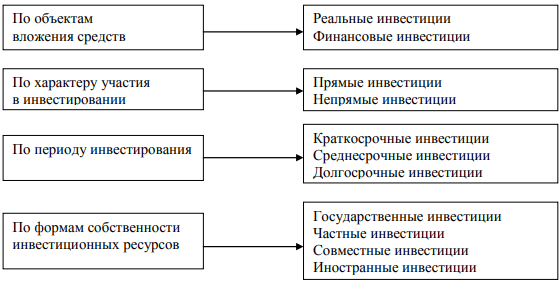 По объектам
вложения средств
Реальные инвестиции
Финансовые инвестиции
По характеру участия
в инвестировании
Прямые инвестиции
Непрямые инвестиции
По периоду инвестирования
Краткосрочные инвестиции
Среднесрочные инвестиции
Долгосрочные инвестиции
По формам собственности
инвестиционных ресурсов
Государственные инвестиции
Частные инвестиции
Совместные инвестиции
Иностранные инвестиции